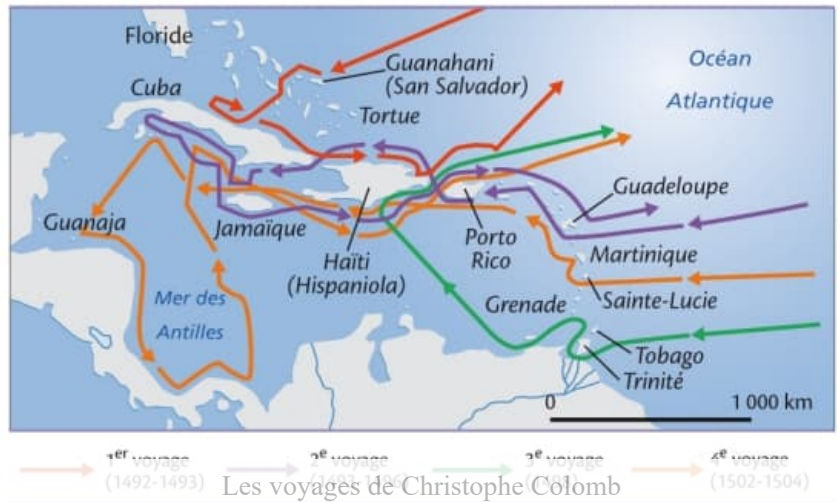 Floride
Guanahani
(San Salvador)
Océan
Atlantique
Cuba
Tortue
Guadeloupe
Guanaja
Jamaïque
Porto
Rico
Martinique
Haïti
(Hispaniola)
Mer des
Antilles
Grenade
Sainte-Lucie
Tobago
Trinité
0 1 000 km
1er voyage 2e voyage 3e voyage 4e voyage
(1492-1493) (1502-1504)
Les voyages de Christophe Colomb